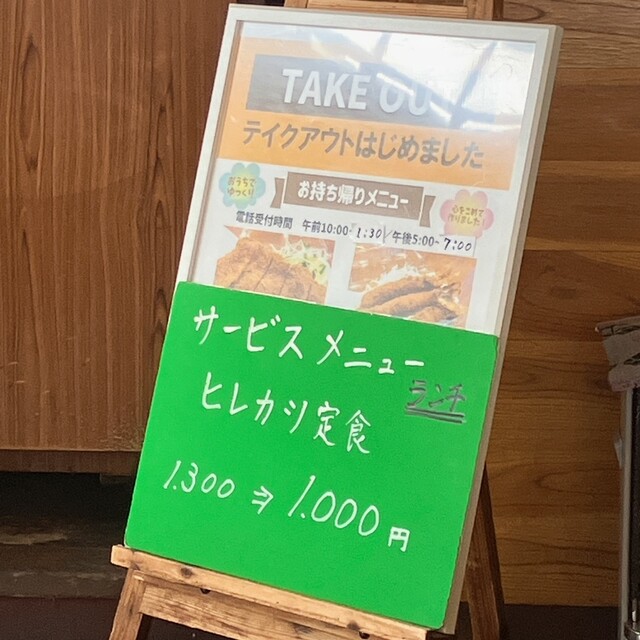 TAKE OU
テイクアウトはじめました
おうちで
ゆっくり
お持ち帰りメニュー
心をこめて
作りました
電話受付時間 午前10:00-1:30/午後5:00-7:00
サービスメニュー
ランチ
ヒレカツ定食
1.300 ⇒ 1.000円